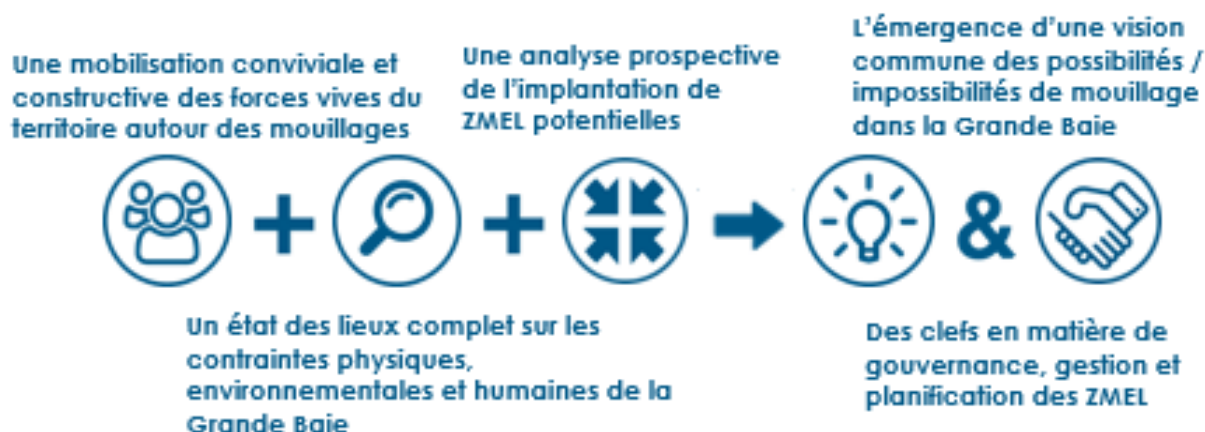 Une mobilisation conviviale et
constructive des forces vives du
territoire autour des mouillages
Une analyse prospective
de l'implantation de
ZMEL potentielles
L'émergence d'une vision
commune des possibilités /
impossibilités de mouillage
dans la Grande Baie
+ + &
Un état des lieux complet sur les
contraintes physiques,
environnementales et humaines de la
Grande Baie
Des clefs en matière de
gouvernance, gestion et
planification des ZMEL